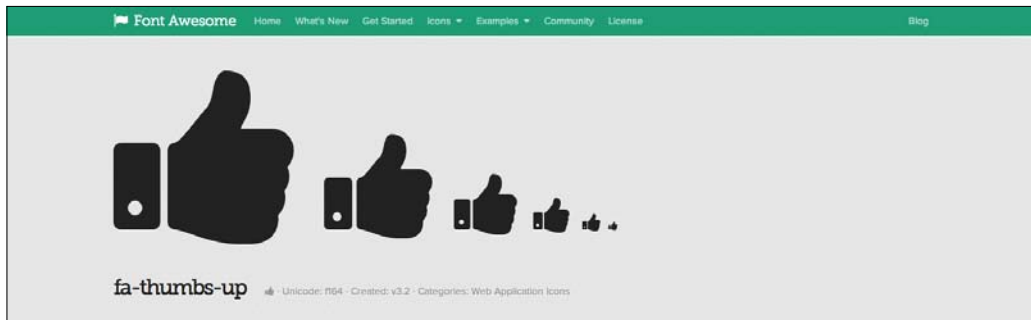 Font Awesome Home What's New Get Started Icons Examples Community License Blog
fa-thumbs-up · Unicode: f164 · Created: v3.2 · Categories: Web Application Icons